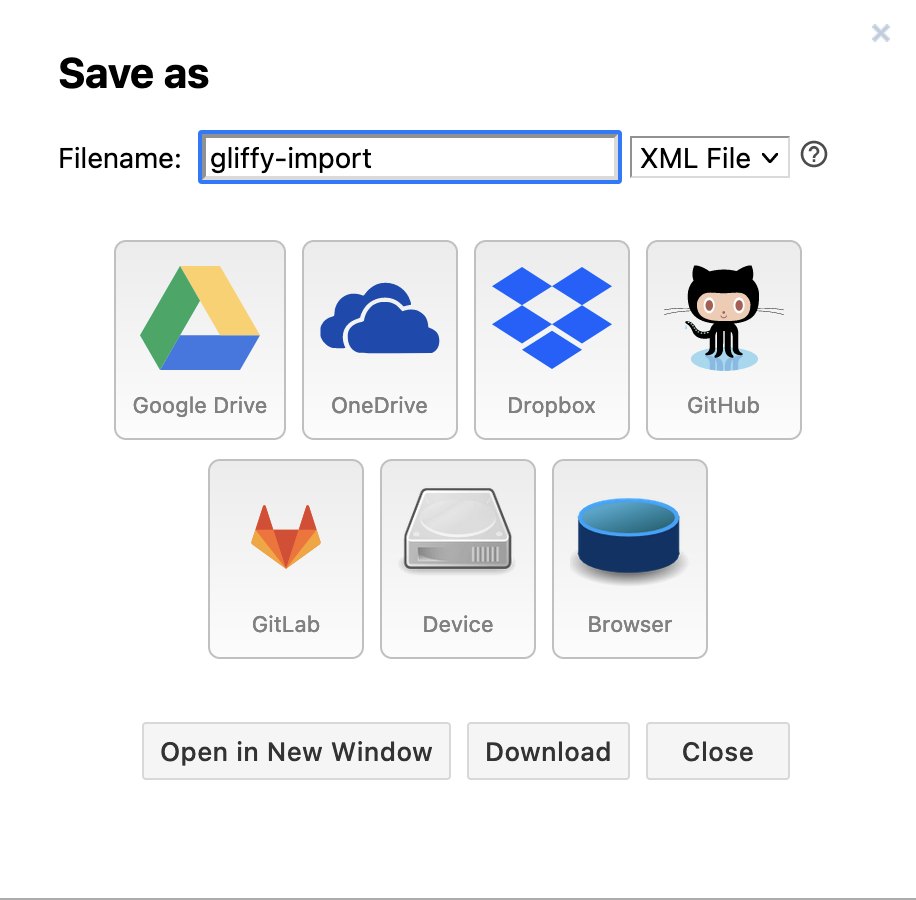 Save as
Filename: gliffy-import XML File
Google Drive OneDrive Dropbox GitHub
GitLab Device Browser
Open in New Window Download Close